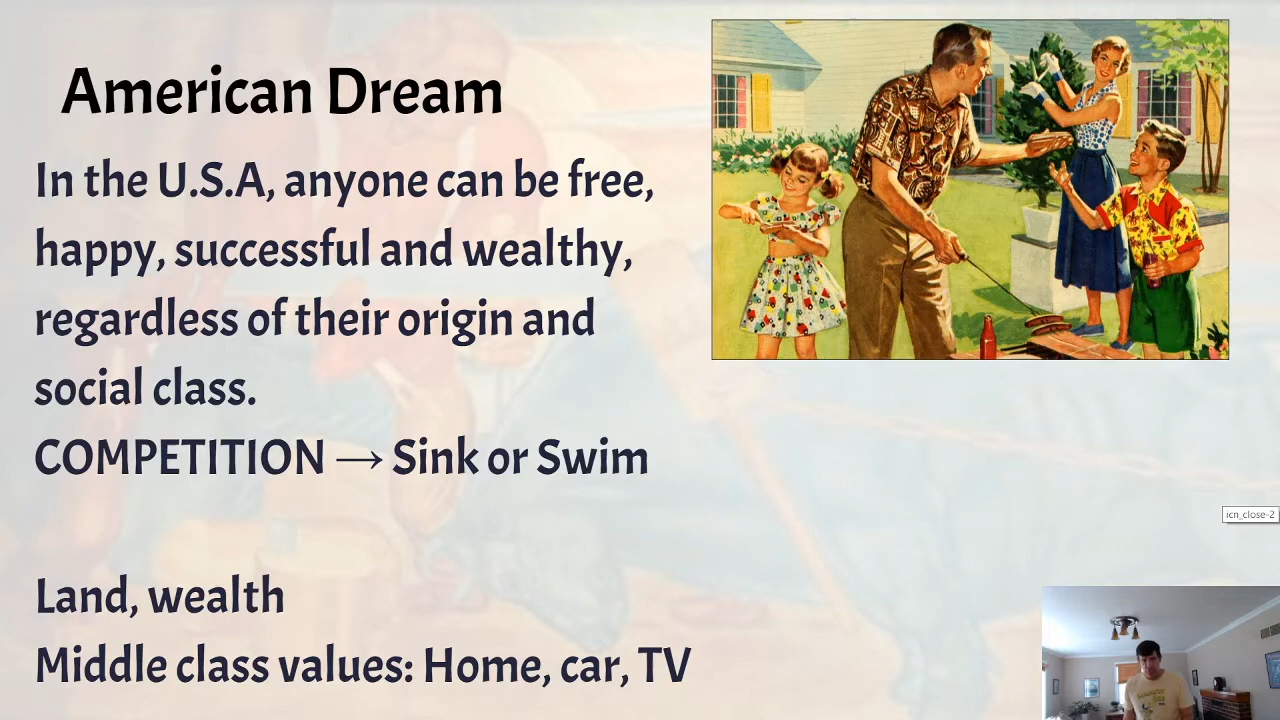 American Dream
In the U.S.A, anyone can be free,
happy, successful and wealthy,
regardless of their origin and
social class.
COMPETITION → Sink or Swim
Land, wealth
Middle class values: Home, car, TV
icn_close-2